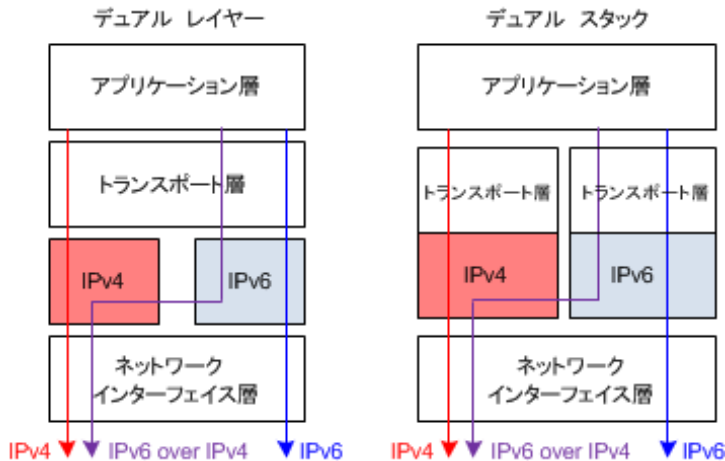 デュアル レイヤー
アプリケーション層
トランスポート層
IPv4
IPv6
ネットワーク
インターフェイス層
IPv4
IPv6 over IPv4
IPv6
デュアル スタック
アプリケーション層
トランスポート層
トランスポート層
IPv4
IPv6
ネットワーク
インターフェイス層
IPv4
IPv6 over IPv4
IPv6